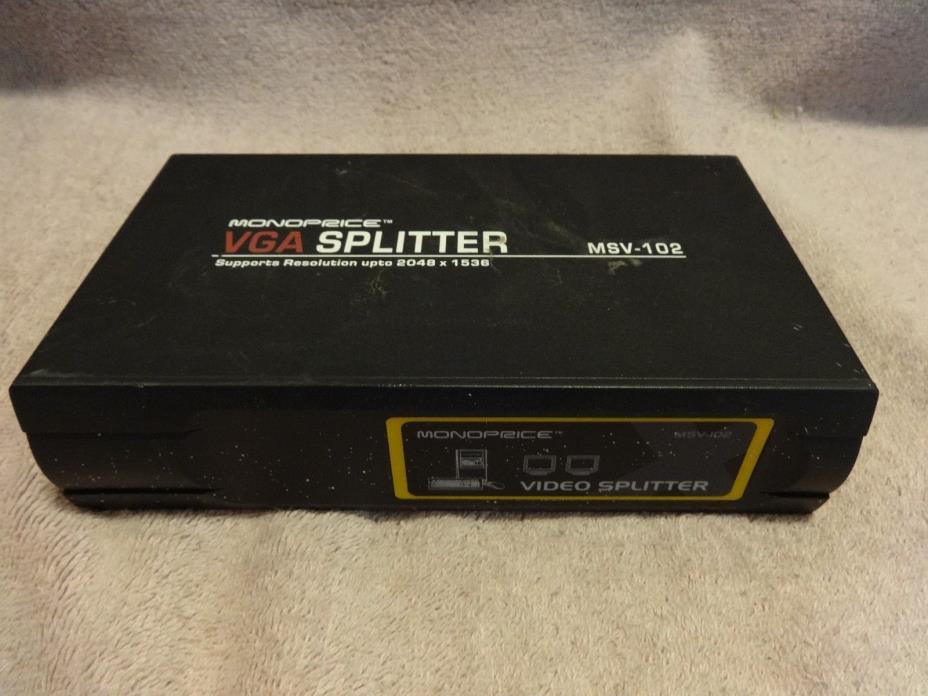 MONOPRICE™
VGA SPLITTER MSV-102
Supports Resolution upto 2048 x 1536
MONOPRICE™ MSV-102
VIDEO SPLITTER